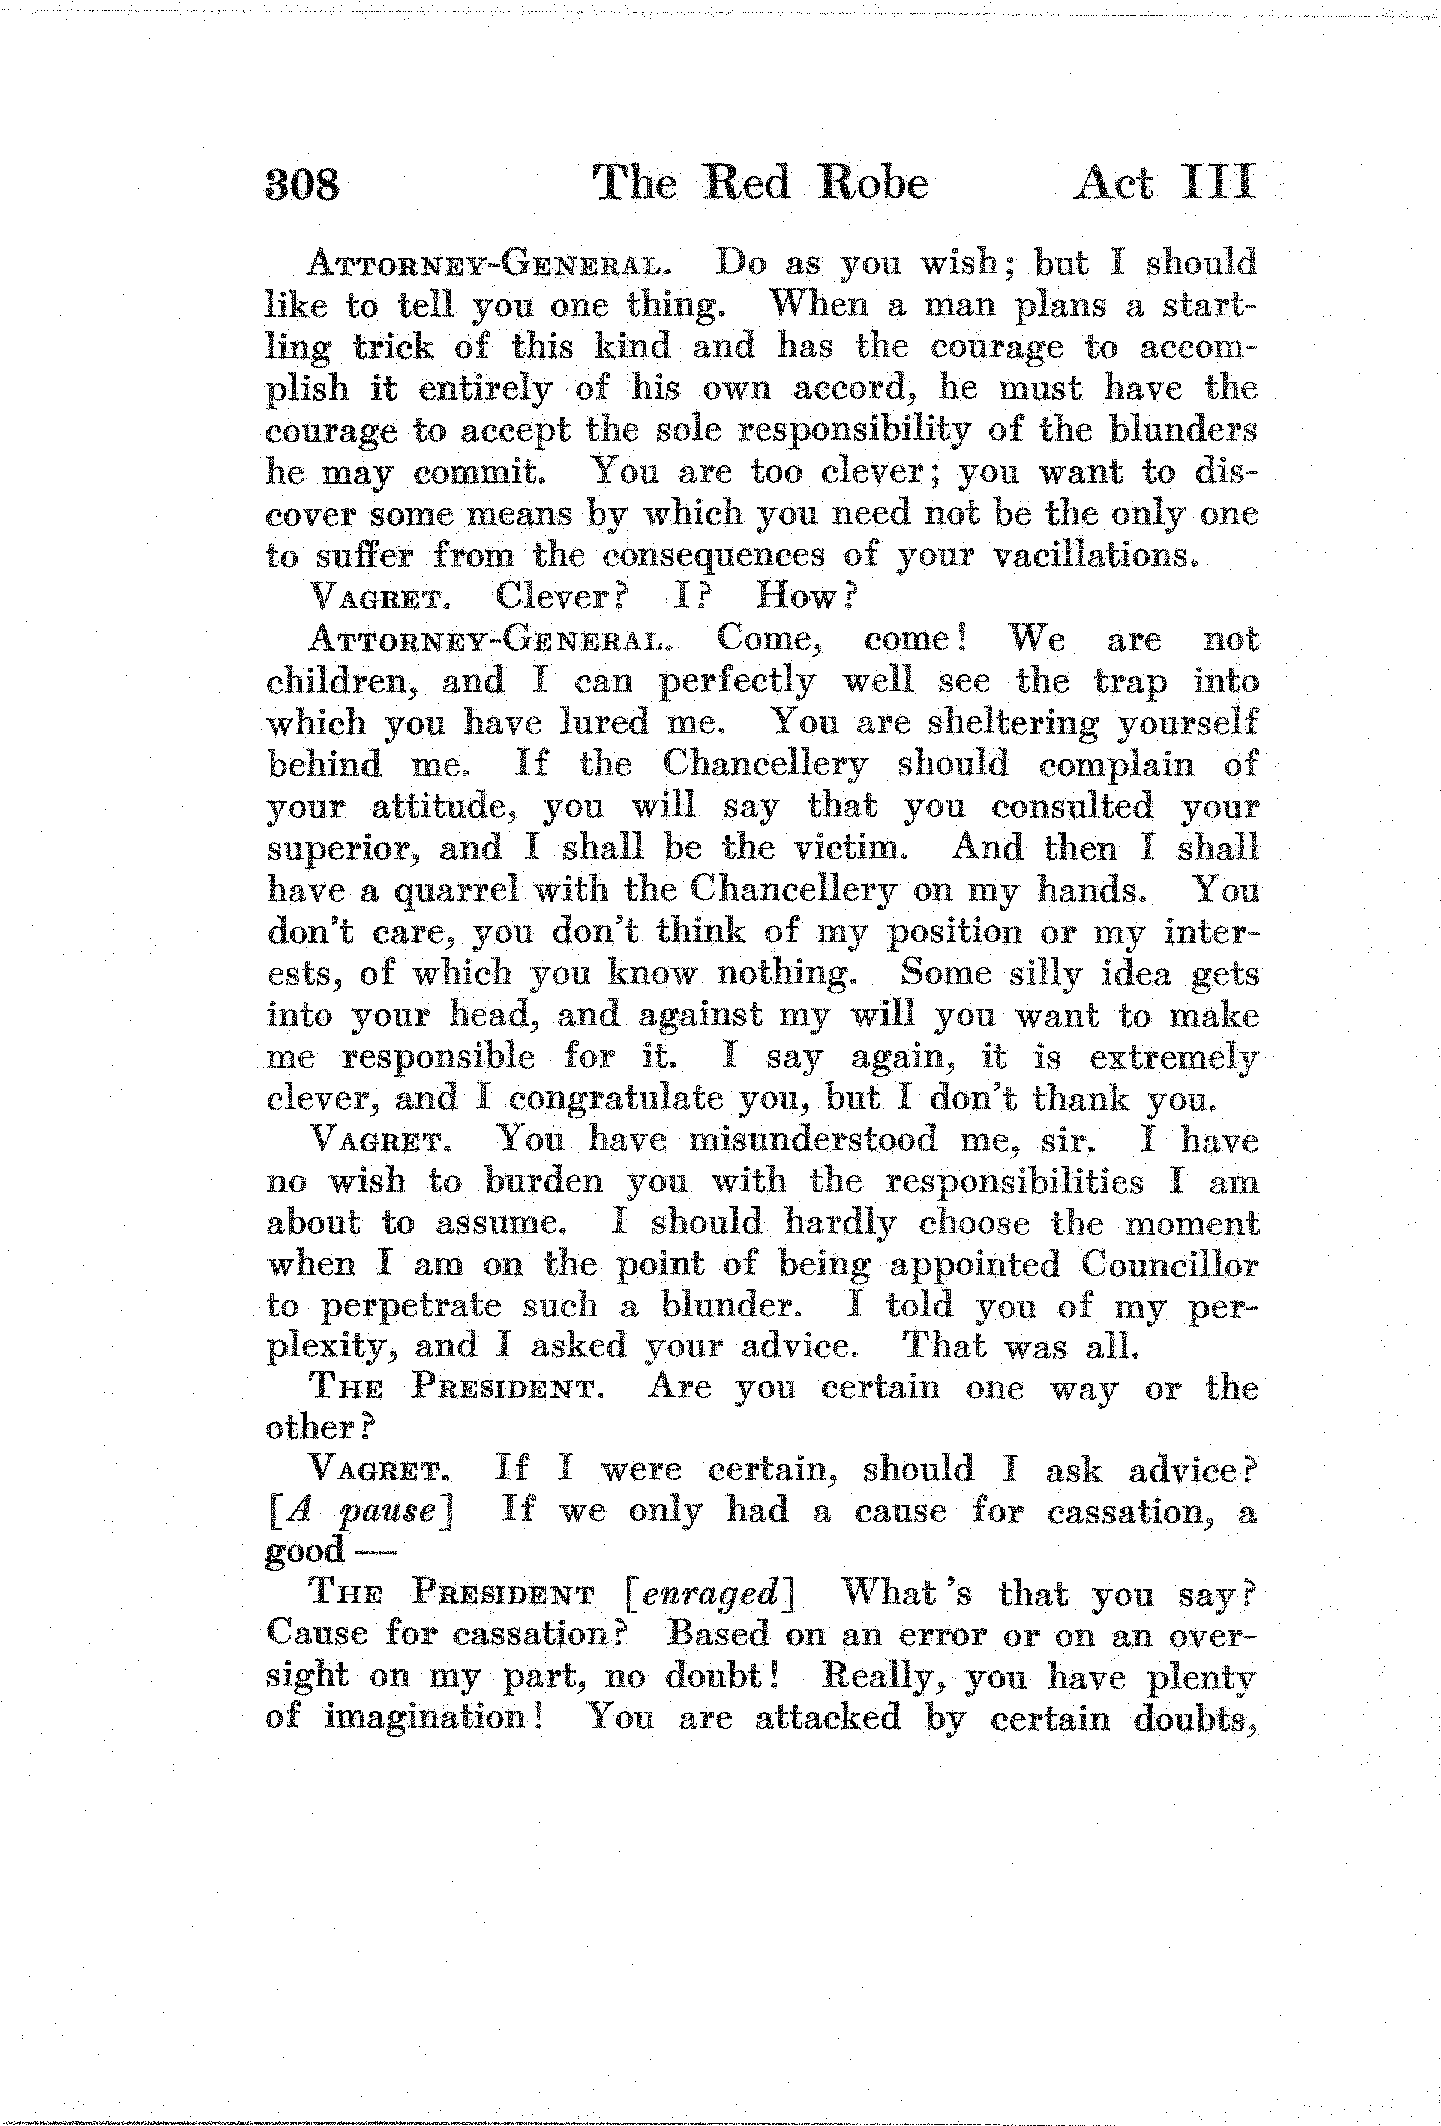 308 The Red Robe Act III
ATTORNEY-GENERAL. Do as you wish; but I should
like to tell you one thing. When a man plans a start-
ling trick of this kind and has the courage to accom-
plish it entirely of his own accord, he must have the
courage to accept the sole responsibility of the blunders
he may commit. You are too clever; you want to dis-
cover some means by which you need not be the only one
to suffer from the consequences of your vacillations.
VAGRET. Clever? I? How?
ATTORNEY-GENERAL. Come, come! We are not
children, and I can perfectly well see the trap into
which you have lured me. You are sheltering yourself
behind me. If the Chancellery should complain of
your attitude, you will say that you consulted your
superior, and I shall be the victim. And then I shall
have a quarrel with the Chancellery on my hands. You
don't care, you don't think of my position or my inter-
ests, of which you know nothing. Some silly idea gets
into your head, and against my will you want to make
me responsible for it. I say again, it is extremely
clever, and I congratulate you, but I don't thank you.
VAGRET. You have misunderstood me, sir. I have
no wish to burden you with the responsibilities I am
about to assume. I should hardly choose the moment
when I am on the point of being appointed Councillor
to perpetrate such a blunder. I told you of my per-
plexity, and I asked your advice. That was all.
THE PRESIDENT. Are you certain one way or the
other?
VAGRET. If I were certain, should I ask advice?
[A pause] If we only had a cause for cassation, a
good —
THE PRESIDENT [enraged] What's that you say?
Cause for cassation? Based on an error or on an over-
sight on my part, no doubt! Really, you have plenty
of imagination! You are attacked by certain doubts,